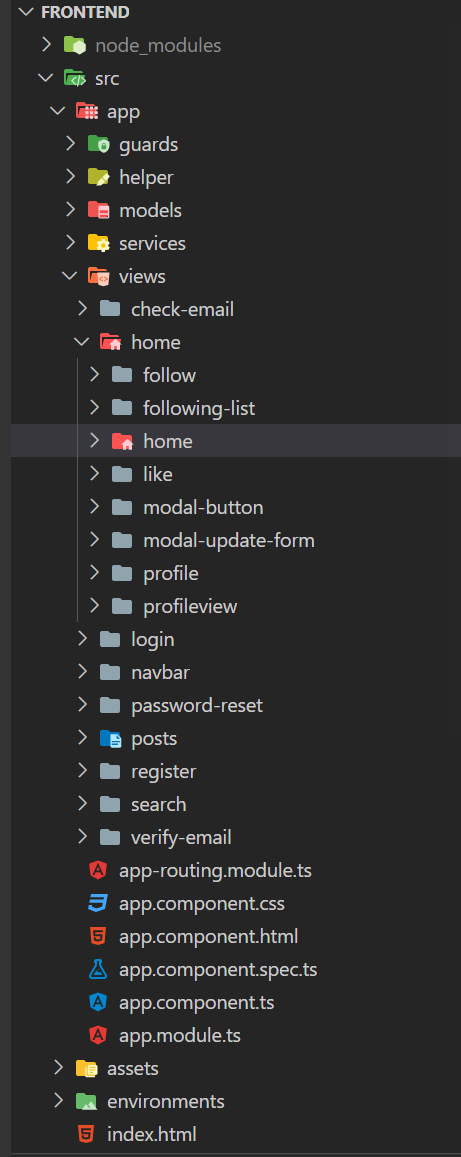 FRONTEND
node_modules
src
app
guards
helper
models
services
views
check-email
home
follow
following-list
home
like
modal-button
modal-update-form
profile
profileview
login
navbar
password-reset
posts
register
search
verify-email
app-routing.module.ts
app.component.css
app.component.html
app.component.spec.ts
app.component.ts
app.module.ts
assets
environments
index.html